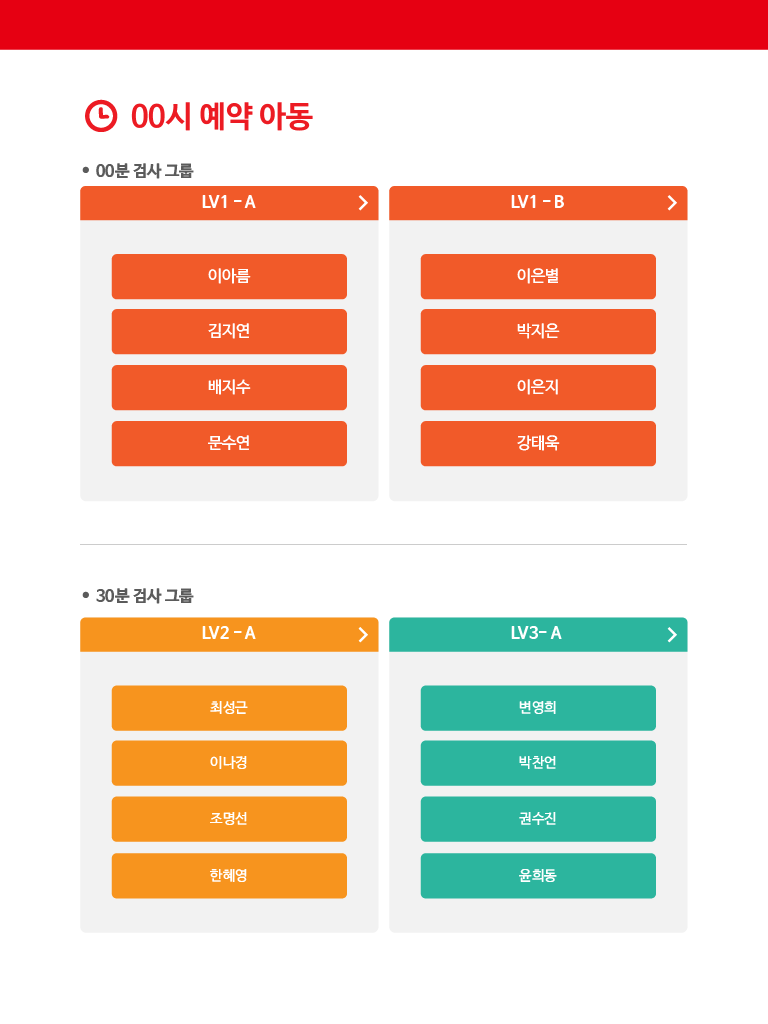 00시 예약 아동
• 00분 검사 그룹
LV1 - A
이아름
김지연
배지수
문수연
LV1 - B
이은별
박지은
이은지
강태욱
• 30분 검사 그룹
LV2 - A
최성근
이나경
조명선
한혜영
LV3- A
변영희
박찬언
권수진
윤희동